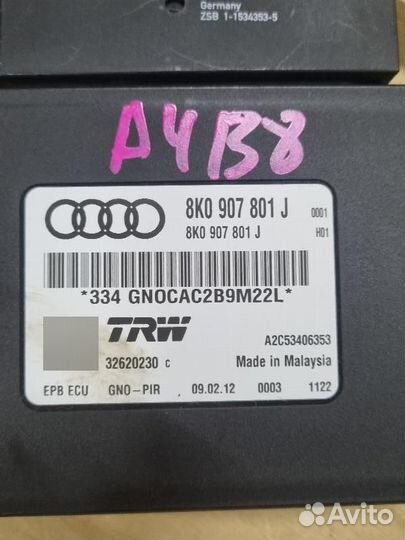 Germany
ZSB 1-1534353-5
A4B8
8K0 907 801 J 0001
8K0 907 801 J H01
*334 GNOCAC2B9M22L*
TRW A2C53406353
32620230 c Made in Malaysia
EPB ECU GNO-PIR 09.02.12 0003 1122
Avito